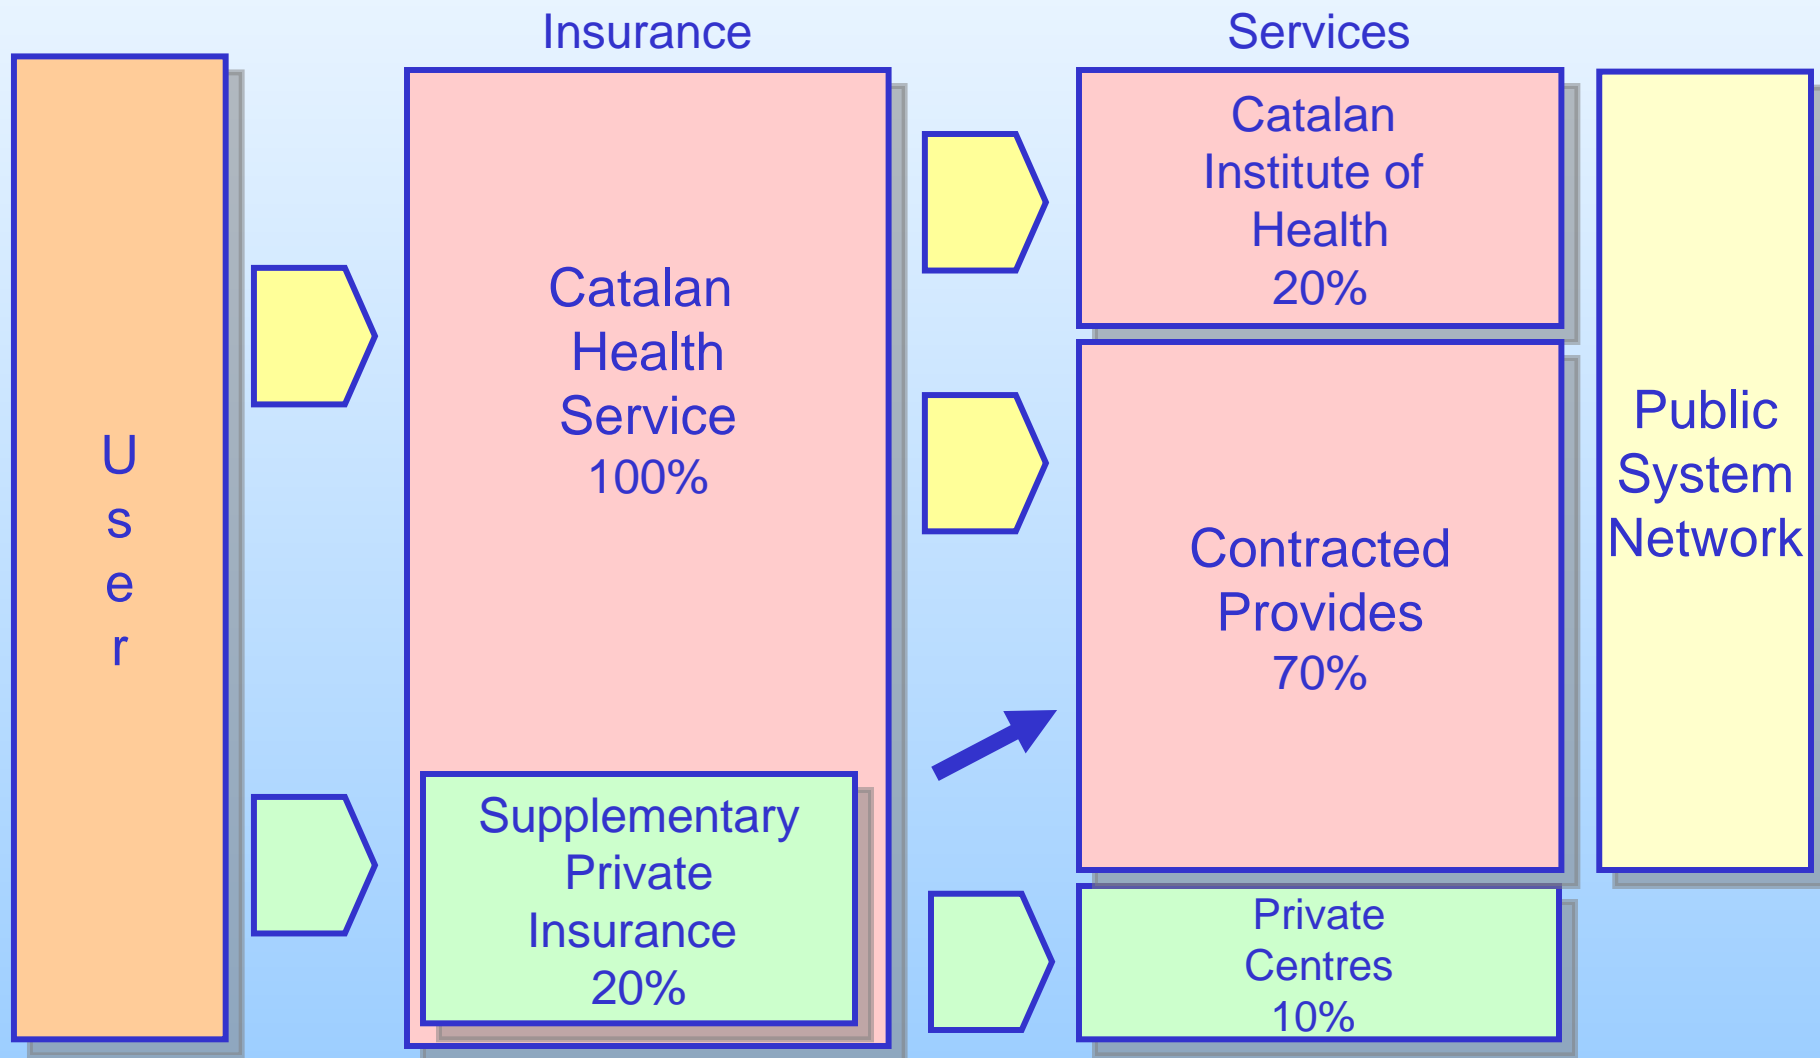 Insurance
Services
U
s
e
r
Catalan
Health
Service
100%
Supplementary
Private
Insurance
20%
Catalan
Institute of
Health
20%
Contracted
Provides
70%
Private
Centres
10%
Public
System
Network